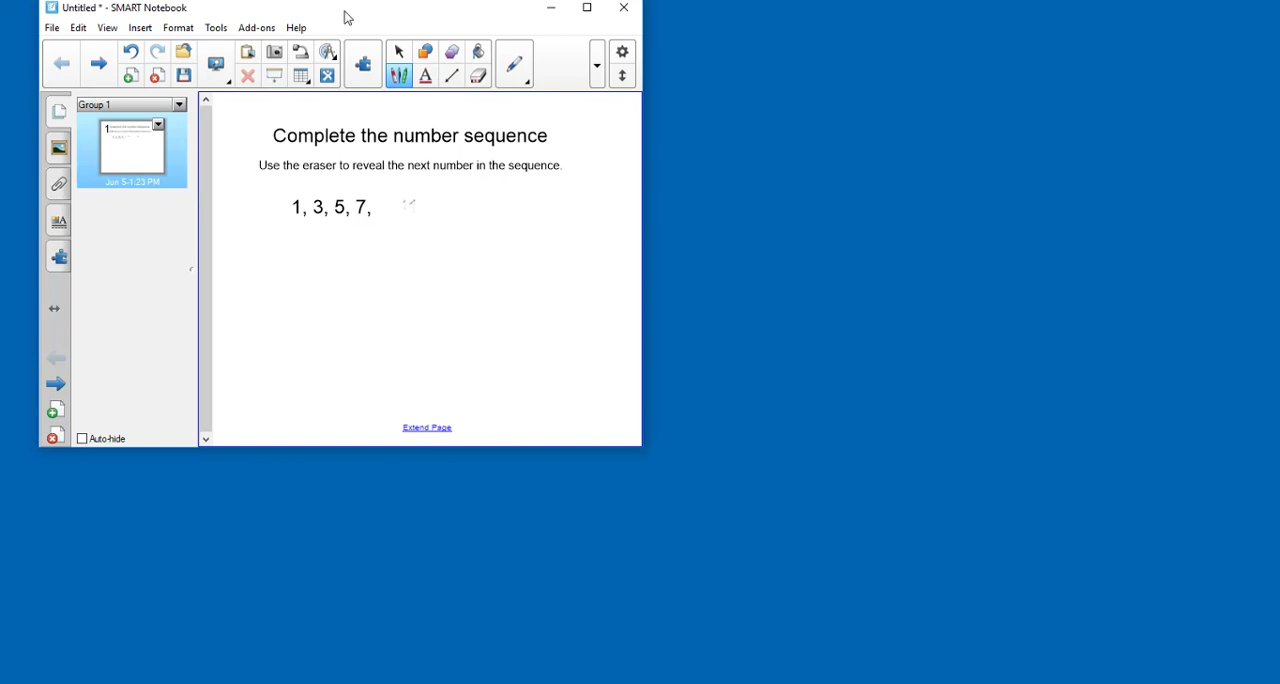 Untitled * - SMART Notebook
File Edit View Insert Format Tools Add-ons Help
Group 1
1
Jun 5-1:23 PM
Auto-hide
Complete the number sequence
Use the eraser to reveal the next number in the sequence.
1, 3, 5, 7,
Extend Page